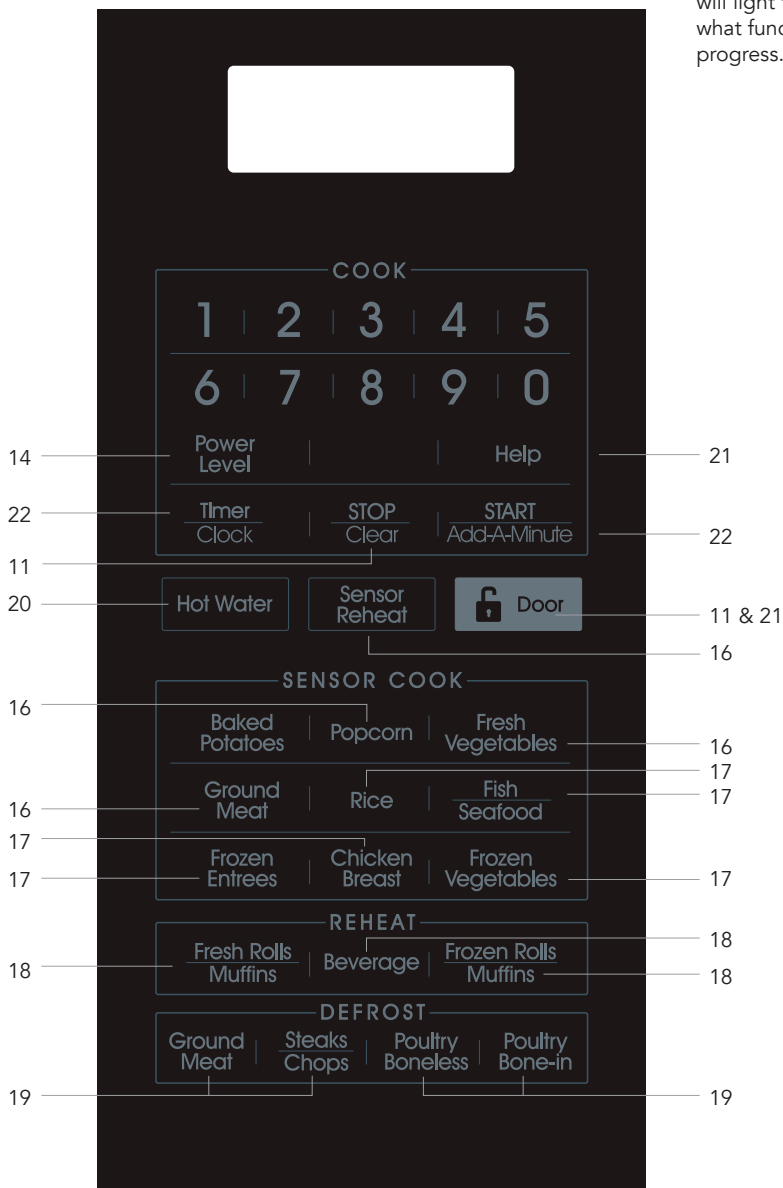 will light
what func
progress.
COOK
1 2 3 4 5
6 7 8 9 0
14
Power
Level
Help
21
22
Timer
Clock
STOP
Clear
START
Add-A-Minute
22
11
20
Hot Water
Sensor
Reheat
Door
11 & 21
16
SENSOR COOK
16
Baked
Potatoes
Popcorn
Fresh
Vegetables
16
17
16
Ground
Meat
Rice
Fish
Seafood
17
17
17
Frozen
Entrees
Chicken
Breast
Frozen
Vegetables
17
REHEAT
18
Fresh Rolls
Muffins
Beverage
Frozen Rolls
Muffins
18
18
DEFROST
Ground
Meat
Steaks
Chops
Poultry
Boneless
Poultry
Bone-in
19
19